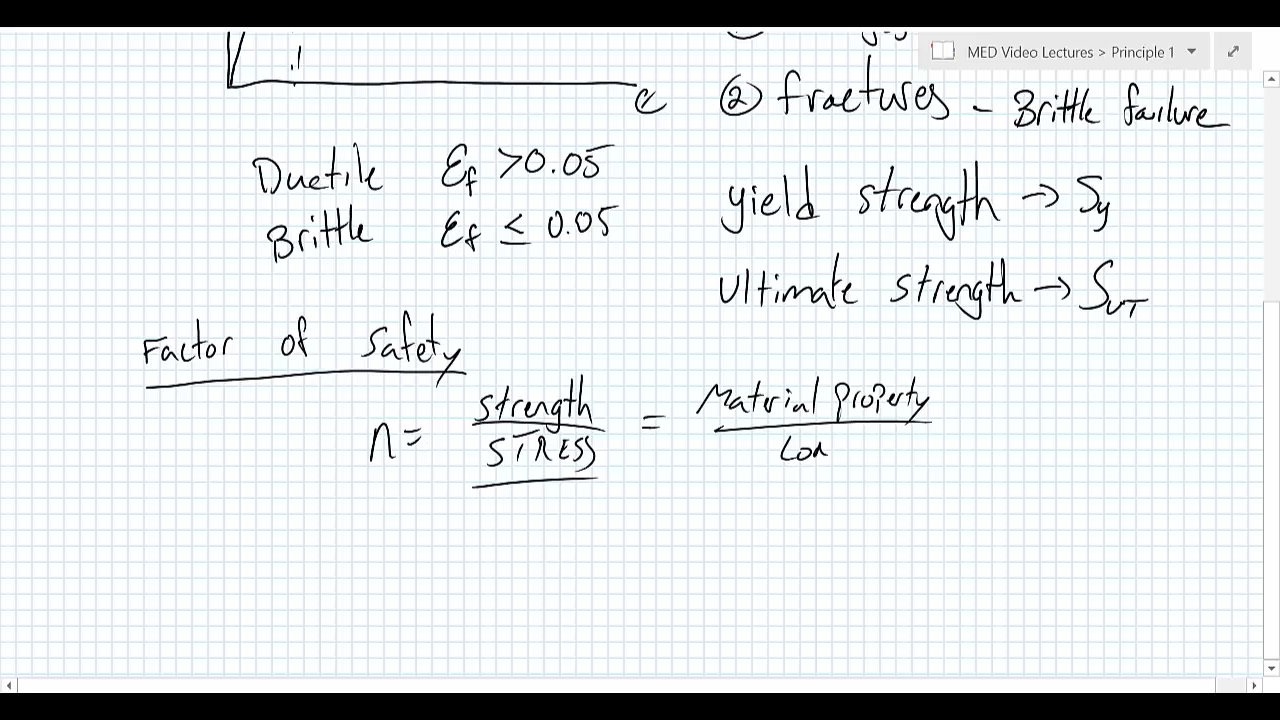 MED Video Lectures > Principle 1
ε
② fractures - Brittle failure
Ductile εf >0.05
Brittle εf ≤ 0.05
yield strength → Sy
Ultimate strength → SUT
Factor of Safety
n= strength
STRESS
= Material Property
Loa